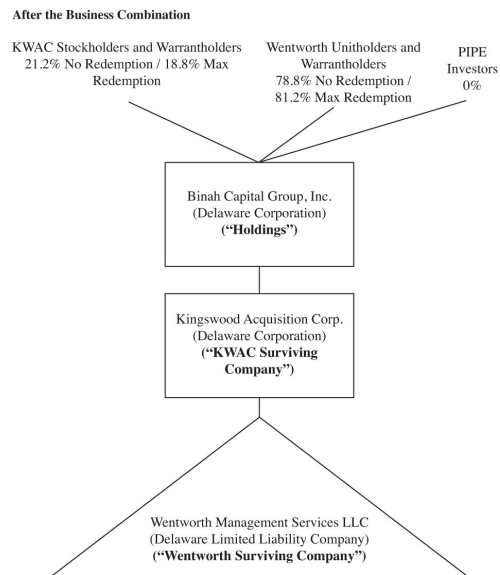 After the Business Combination
KWAC Stockholders and Warrantholders
21.2% No Redemption / 18.8% Max
Redemption
Wentworth Unitholders and
Warrantholders
78.8% No Redemption /
81.2% Max Redemption
PIPE
Investors
0%
Binah Capital Group, Inc.
(Delaware Corporation)
(“Holdings”)
Kingswood Acquisition Corp.
(Delaware Corporation)
(“KWAC Surviving
Company”)
Wentworth Management Services LLC
(Delaware Limited Liability Company)
(“Wentworth Surviving Company”)